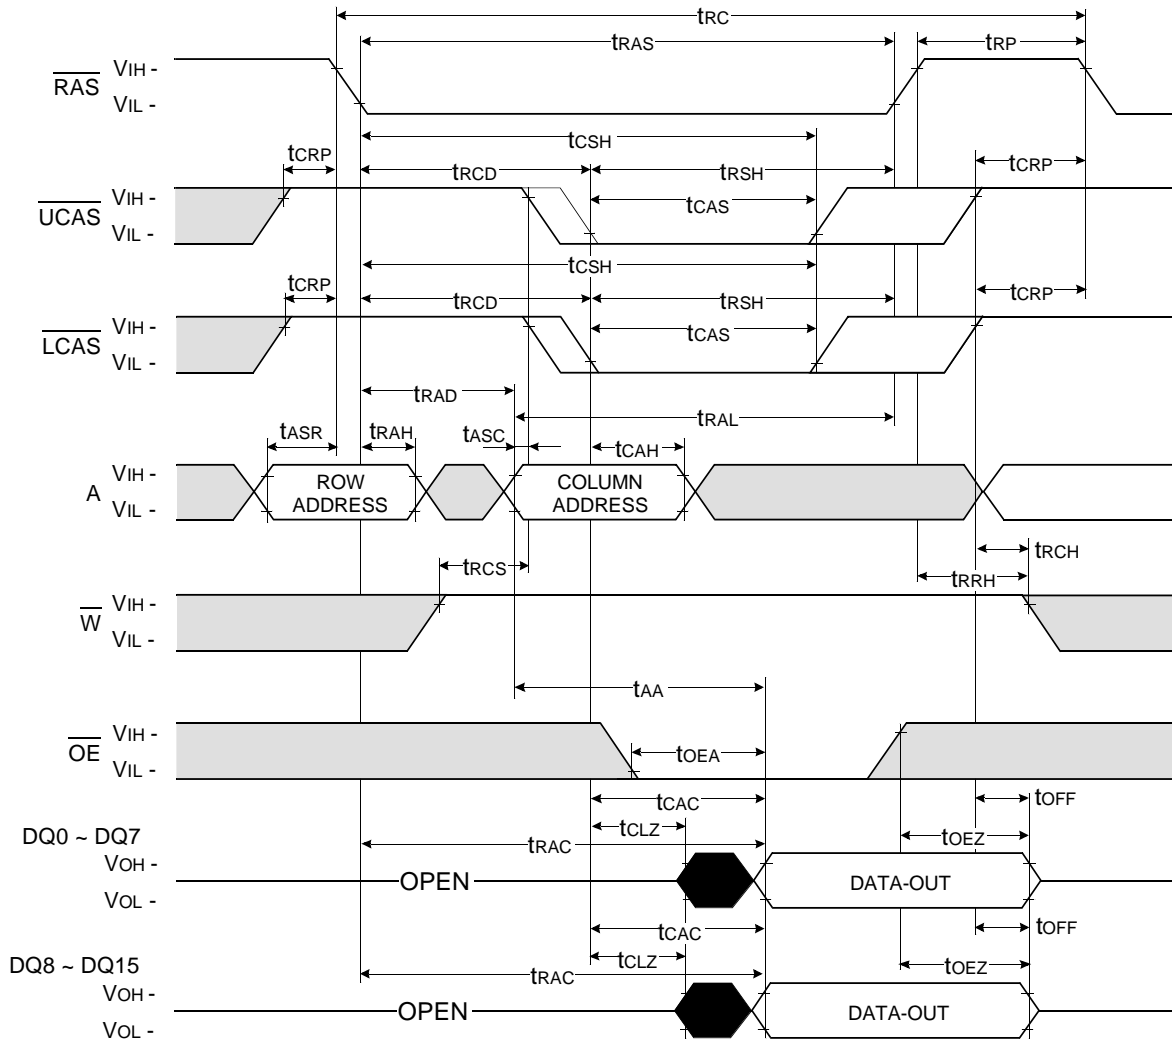 tRC
tRAS tRP
RAS VIH -
VIL -
tCSH
tCRP tRCD tRSH tCRP
UCAS VIH -
VIL -
tCAS
tCSH
tCRP tRCD tRSH tCRP
LCAS VIH -
VIL -
tCAS
tRAD
tRAL
tASR tRAH tASC tCAH
A VIH -
VIL -
ROW
ADDRESS
COLUMN
ADDRESS
tRCS tRCH
tRRH
W VIH -
VIL -
tAA
OE VIH -
VIL -
tOEA
tCAC tOFF
tCLZ tOEZ
tRAC
DQ0 ~ DQ7
VOH -
VOL -
OPEN DATA-OUT
tCAC tOFF
tCLZ tOEZ
tRAC
DQ8 ~ DQ15
VOH -
VOL -
OPEN DATA-OUT